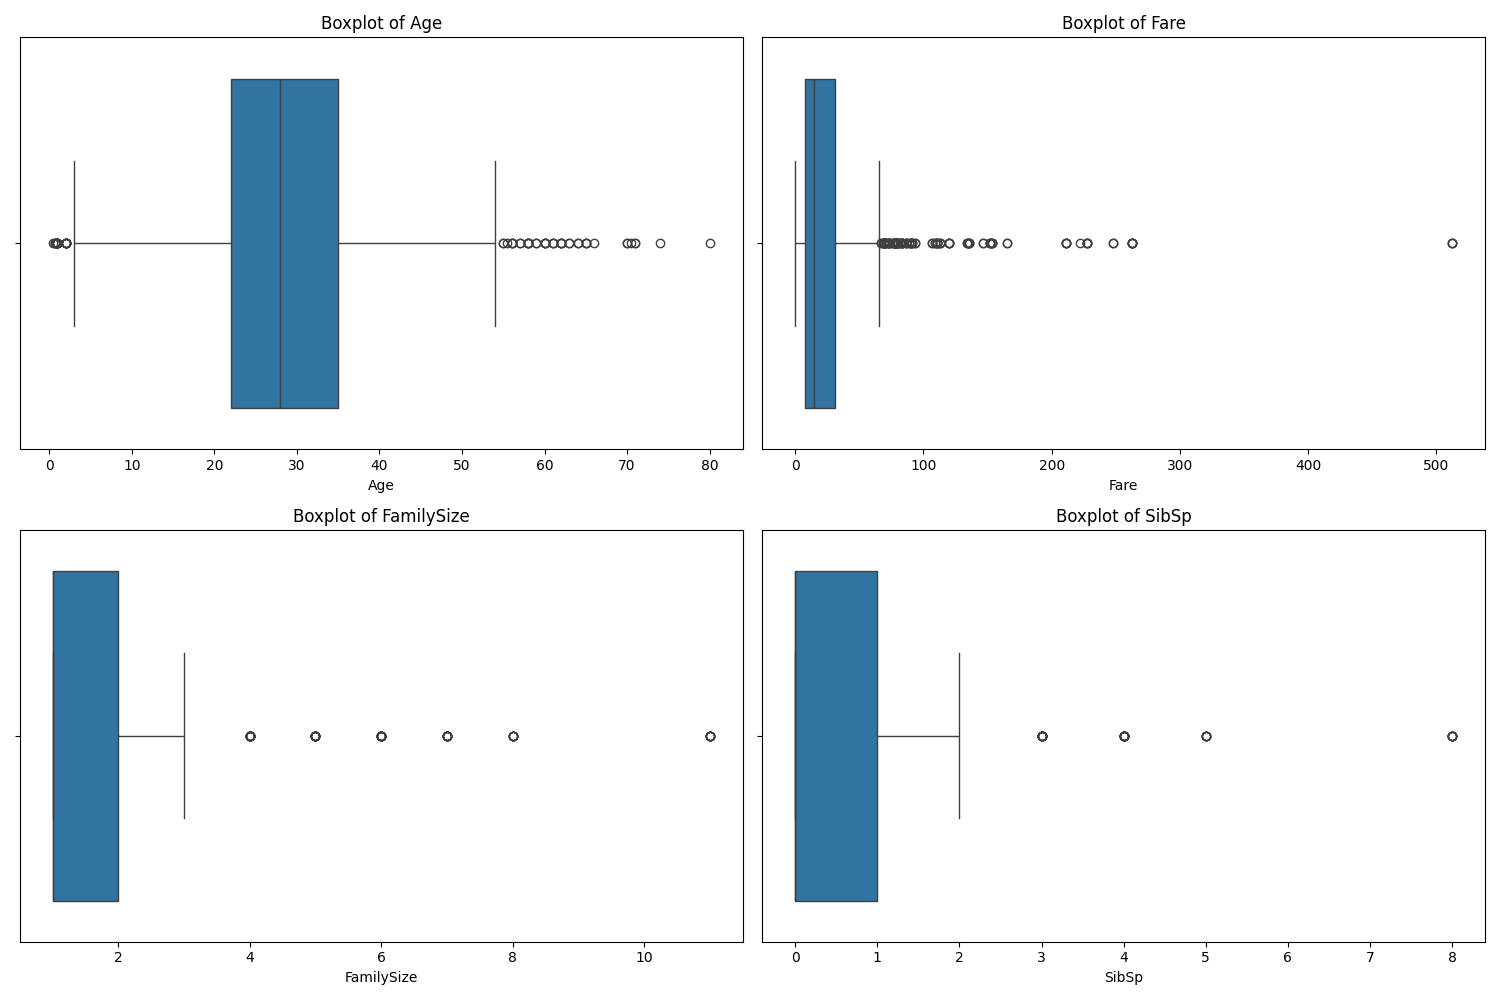 Boxplot of Age
0 10 20 30 40 50 60 70 80
Age
Boxplot of Fare
0 100 200 300 400 500
Fare
Boxplot of FamilySize
2 4 6 8 10
FamilySize
Boxplot of SibSp
0 1 2 3 4 5 6 7 8
SibSp